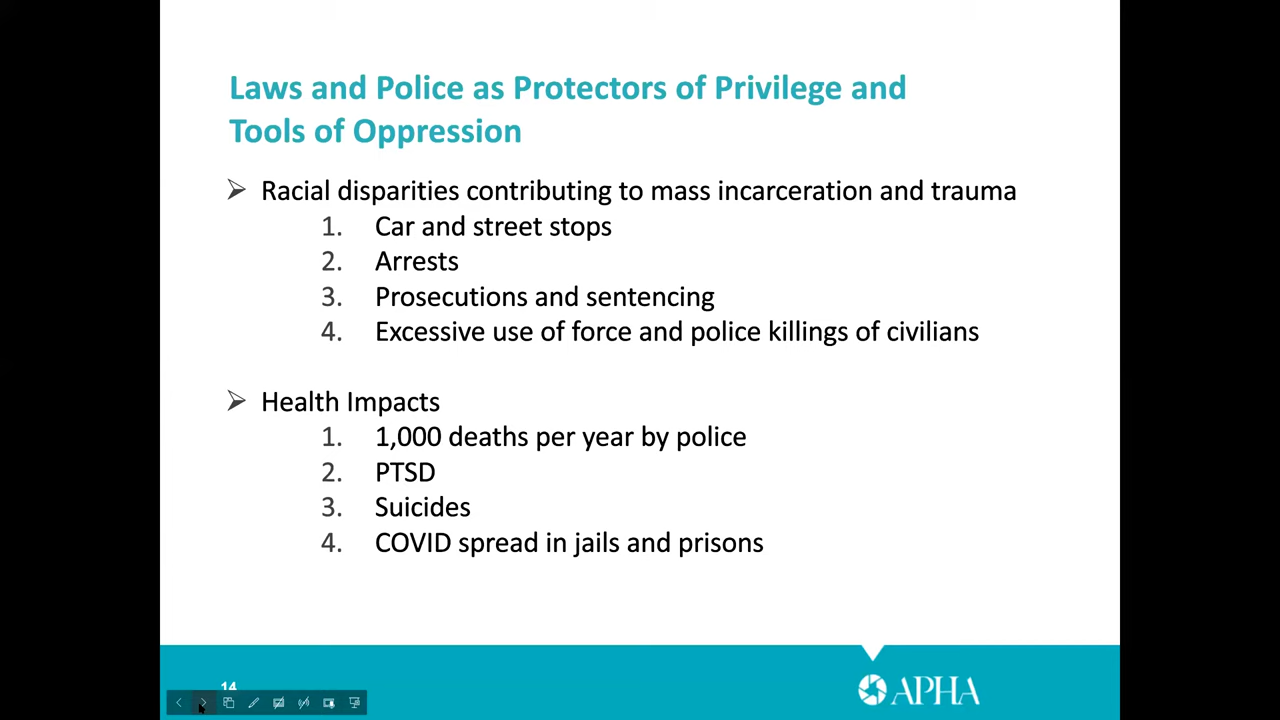 Laws and Police as Protectors of Privilege and
Tools of Oppression
➢ Racial disparities contributing to mass incarceration and trauma
1. Car and street stops
2. Arrests
3. Prosecutions and sentencing
4. Excessive use of force and police killings of civilians
➢ Health Impacts
1. 1,000 deaths per year by police
2. PTSD
3. Suicides
4. COVID spread in jails and prisons
14
APHA